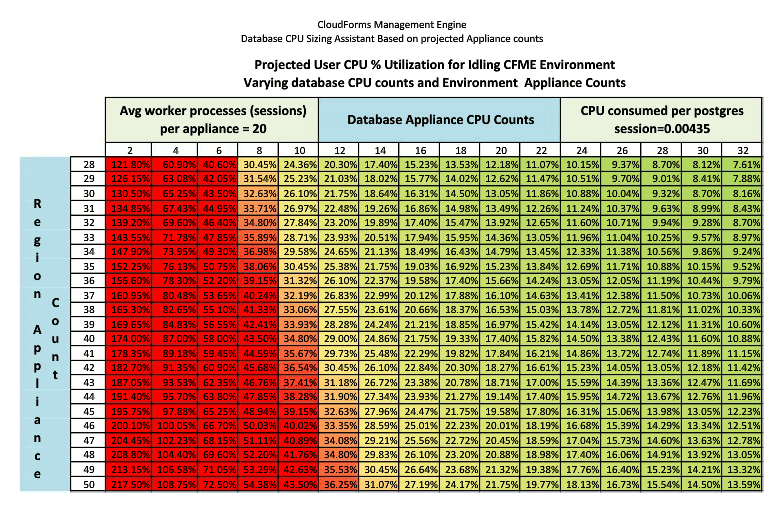 CloudForms Management Engine
Database CPU Sizing Assistant Based on projected Appliance counts
Projected User CPU % Utilization for Idling CFME Environment
Varying database CPU counts and Environment Appliance Counts
Avg worker processes (sessions)
per appliance = 20
Database Appliance CPU Counts
CPU consumed per postgres
session=0.00435
2 4 6 8 10 12 14 16 18 20 22 24 26 28 30 32
Region Appliance
Count
28 121.80% 60.90% 40.60% 30.45% 24.36% 20.30% 17.40% 15.23% 13.53% 12.18% 11.07% 10.15% 9.37% 8.70% 8.12% 7.61%
29 126.15% 63.08% 42.05% 31.54% 25.23% 21.03% 18.02% 15.77% 14.02% 12.62% 11.47% 10.51% 9.70% 9.01% 8.41% 7.88%
30 130.50% 65.25% 43.50% 32.63% 26.10% 21.75% 18.64% 16.31% 14.50% 13.05% 11.86% 10.88% 10.04% 9.32% 8.70% 8.16%
31 134.85% 67.43% 44.95% 33.71% 26.97% 22.48% 19.26% 16.86% 14.98% 13.49% 12.26% 11.24% 10.37% 9.63% 8.99% 8.43%
32 139.20% 69.60% 46.40% 34.80% 27.84% 23.20% 19.89% 17.40% 15.47% 13.92% 12.65% 11.60% 10.71% 9.94% 9.28% 8.70%
33 143.55% 71.78% 47.85% 35.89% 28.71% 23.93% 20.51% 17.94% 15.95% 14.36% 13.05% 11.96% 11.04% 10.25% 9.57% 8.97%
34 147.90% 73.95% 49.30% 36.98% 29.58% 24.65% 21.13% 18.49% 16.43% 14.79% 13.45% 12.33% 11.38% 10.56% 9.86% 9.24%
35 152.25% 76.13% 50.75% 38.06% 30.45% 25.38% 21.75% 19.03% 16.92% 15.23% 13.84% 12.69% 11.71% 10.88% 10.15% 9.52%
36 156.60% 78.30% 52.20% 39.15% 31.32% 26.10% 22.37% 19.58% 17.40% 15.66% 14.24% 13.05% 12.05% 11.19% 10.44% 9.79%
37 160.95% 80.48% 53.65% 40.24% 32.19% 26.83% 22.99% 20.12% 17.88% 16.10% 14.63% 13.41% 12.38% 11.50% 10.73% 10.06%
38 165.30% 82.65% 55.10% 41.33% 33.06% 27.55% 23.61% 20.66% 18.37% 16.53% 15.03% 13.78% 12.72% 11.81% 11.02% 10.33%
39 169.65% 84.83% 56.55% 42.41% 33.93% 28.28% 24.24% 21.21% 18.85% 16.97% 15.42% 14.14% 13.05% 12.12% 11.31% 10.60%
40 174.00% 87.00% 58.00% 43.50% 34.80% 29.00% 24.86% 21.75% 19.33% 17.40% 15.82% 14.50% 13.38% 12.43% 11.60% 10.88%
41 178.35% 89.18% 59.45% 44.59% 35.67% 29.73% 25.48% 22.29% 19.82% 17.84% 16.21% 14.86% 13.72% 12.74% 11.89% 11.15%
42 182.70% 91.35% 60.90% 45.68% 36.54% 30.45% 26.10% 22.84% 20.30% 18.27% 16.61% 15.23% 14.05% 13.05% 12.18% 11.42%
43 187.05% 93.53% 62.35% 46.76% 37.41% 31.18% 26.72% 23.38% 20.78% 18.71% 17.00% 15.59% 14.39% 13.36% 12.47% 11.69%
44 191.40% 95.70% 63.80% 47.85% 38.28% 31.90% 27.34% 23.93% 21.27% 19.14% 17.40% 15.95% 14.72% 13.67% 12.76% 11.96%
45 195.75% 97.88% 65.25% 48.94% 39.15% 32.63% 27.96% 24.47% 21.75% 19.58% 17.80% 16.31% 15.06% 13.98% 13.05% 12.23%
46 200.10% 100.05% 66.70% 50.03% 40.02% 33.35% 28.59% 25.01% 22.23% 20.01% 18.19% 16.68% 15.39% 14.29% 13.34% 12.51%
47 204.45% 102.23% 68.15% 51.11% 40.89% 34.08% 29.21% 25.56% 22.72% 20.45% 18.59% 17.04% 15.73% 14.60% 13.63% 12.78%
48 208.80% 104.40% 69.60% 52.20% 41.76% 34.80% 29.83% 26.10% 23.20% 20.88% 18.98% 17.40% 16.06% 14.91% 13.92% 13.05%
49 213.15% 106.58% 71.05% 53.29% 42.63% 35.53% 30.45% 26.64% 23.68% 21.32% 19.38% 17.76% 16.40% 15.23% 14.21% 13.32%
50 217.50% 108.75% 72.50% 54.38% 43.50% 36.25% 31.07% 27.19% 24.17% 21.75% 19.77% 18.13% 16.73% 15.54% 14.50% 13.59%